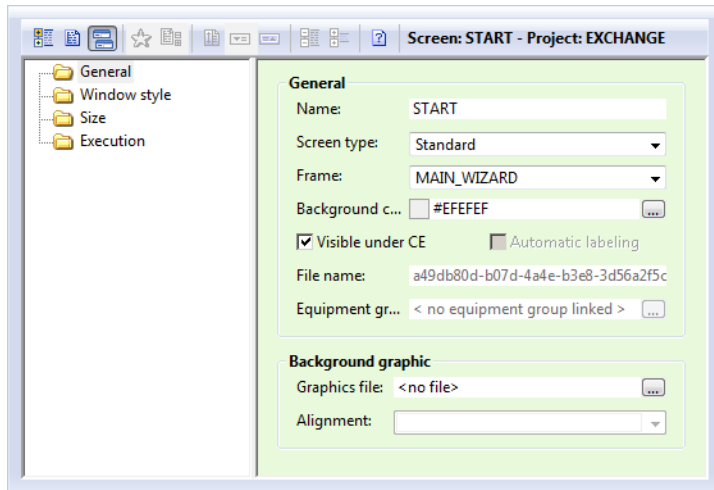 Screen: START - Project: EXCHANGE
General
Window style
Size
Execution
General
Name: START
Screen type: Standard
Frame: MAIN_WIZARD
Background c... #EFEFEF ...
Visible under CE Automatic labeling
File name: a49db80d-b07d-4a4e-b3e8-3d56a2f5c
Equipment gr... < no equipment group linked > ...
Background graphic
Graphics file: <no file> ...
Alignment: